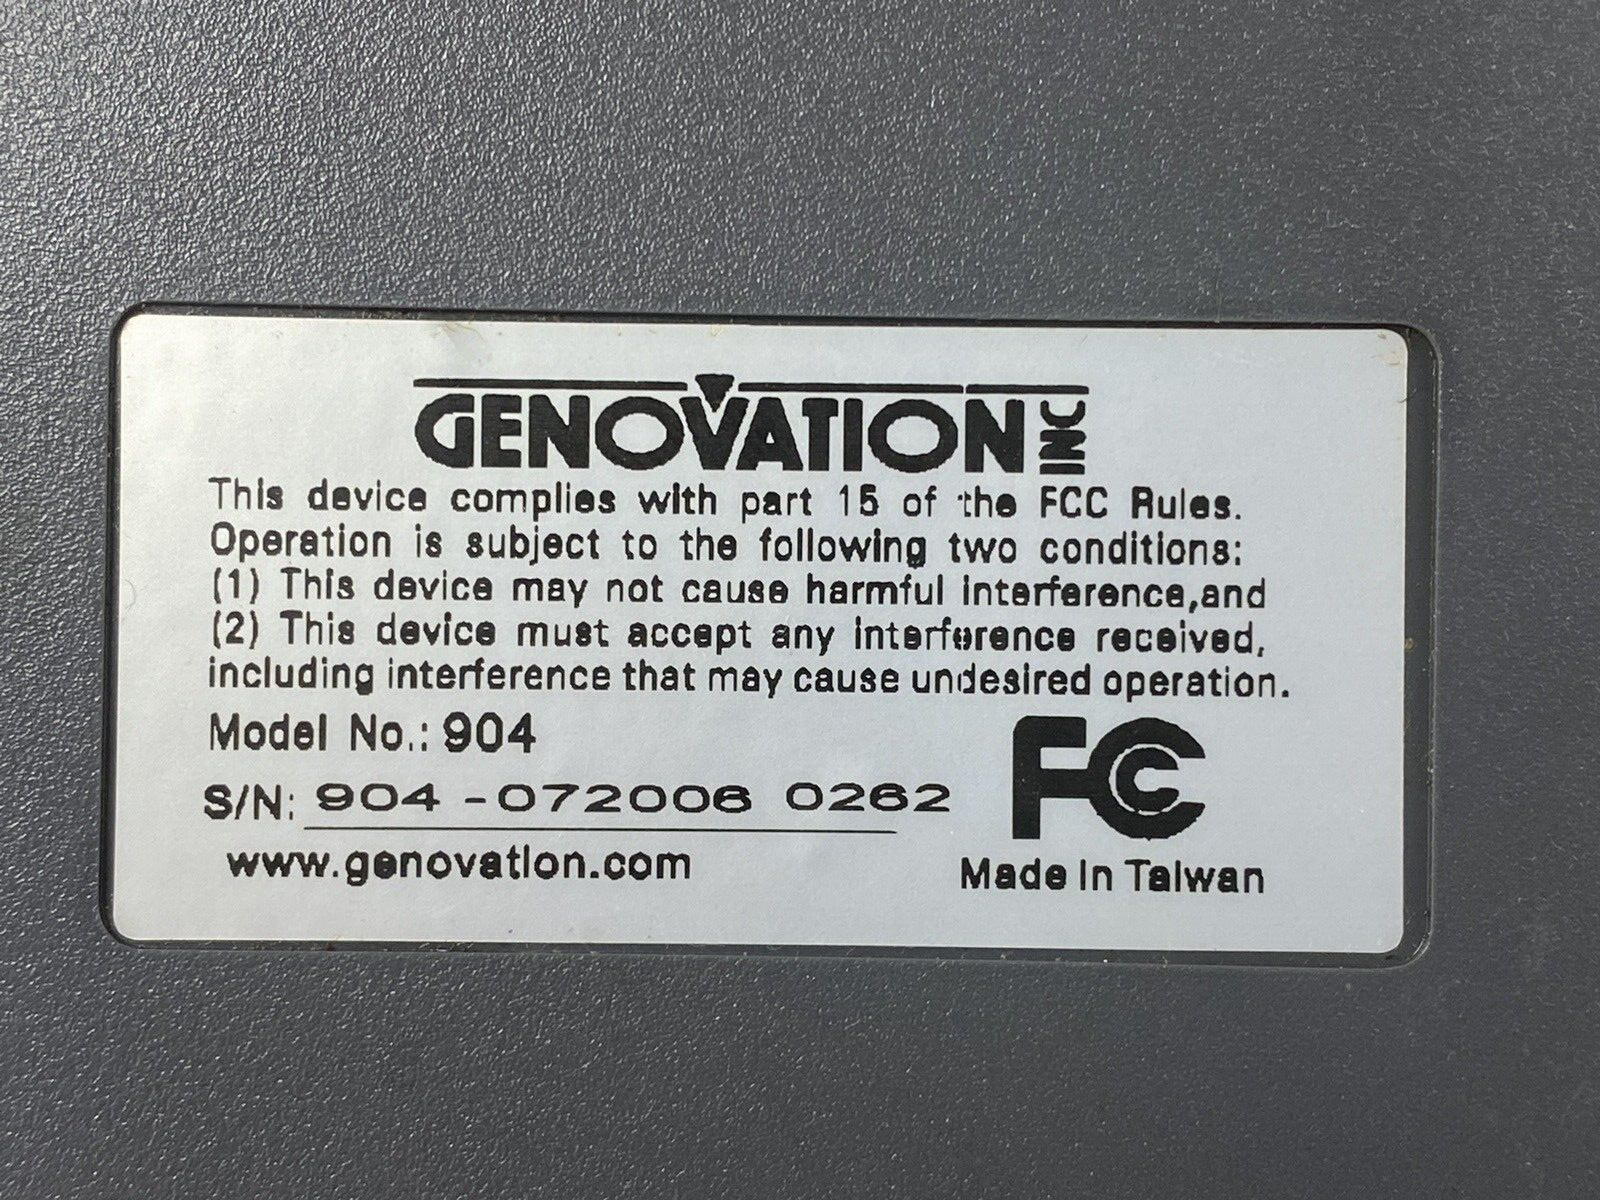 GENOVATION INC
This device complies with part 15 of the FCC Rules.
Operation is subject to the following two conditions:
(1) This device may not cause harmful interference,and
(2) This device must accept any interference received,
including interference that may cause undesired operation.
Model No.: 904
S/N: 904 -072006 0262
www.genovation.com
FC
Made In Taiwan